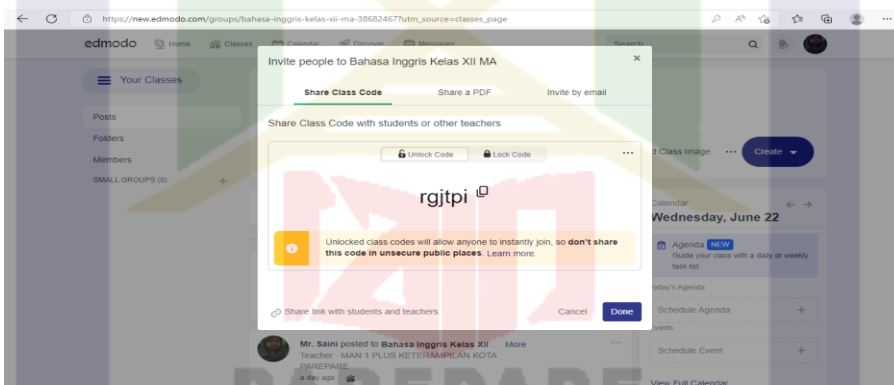 https://new.edmodo.com/groups/bahasa-inggris-kelas-xii-ma-38682467?utm_source=classes_page
edmodo Home Classes Calendar Discover Messages Search
Invite people to Bahasa Inggris Kelas XII MA
Your Classes
Share Class Code Share a PDF Invite by email
Posts
Share Class Code with students or other teachers
Folders
Unlock Code Lock Code
d Class Image Create
Members
SMALL GROUPS (0)
rgjtpi
Calendar
Wednesday, June 22
Unlocked class codes will allow anyone to instantly join, so don't share
this code in unsecure public places. Learn more.
Agenda NEW
Guide your class with a daily or weekly
task list.
Today's Agenda
Share link with students and teachers Cancel Done
Schedule Agenda
Events
Mr. Saini posted to Bahasa Inggris Kelas XII ... More
Teacher · MAN 1 PLUS KETERAMPILAN KOTA
PAREPARE
a day ago
Schedule Event
View Full Calendar
PAREPARE